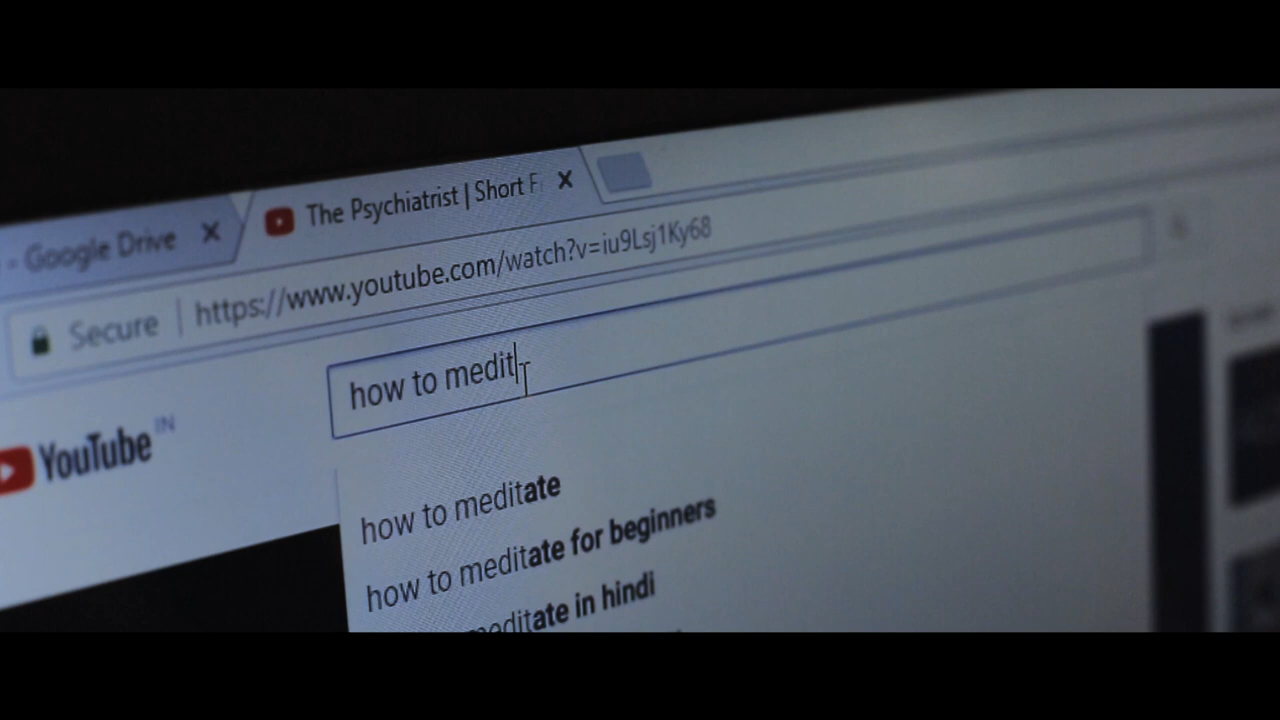 - Google Drive
The Psychiatrist | Short F
Secure
https://www.youtube.com/watch?v=iu9Lsj1Ky68
how to medit
YouTube IN
how to meditate
how to meditate for beginners
meditate in hindi